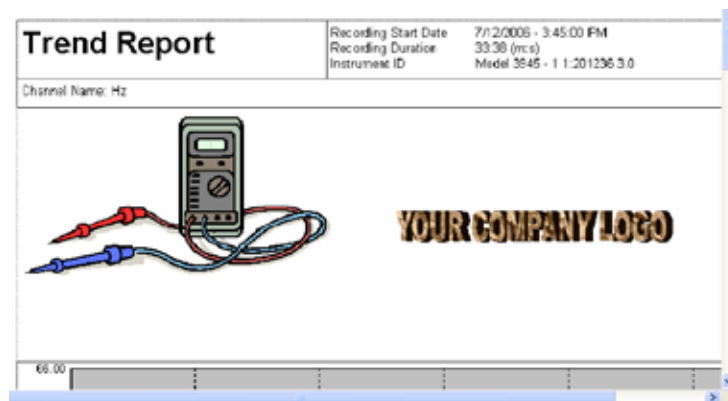 Trend Report
Recording Start Date 7/12/2006 - 3:45:00 PM
Recording Duration 33:38 (m:s)
Instrument ID Model 3945 - 1 1:201236 3.0
Channel Name: Hz
YOUR COMPANY LOGO
66.00